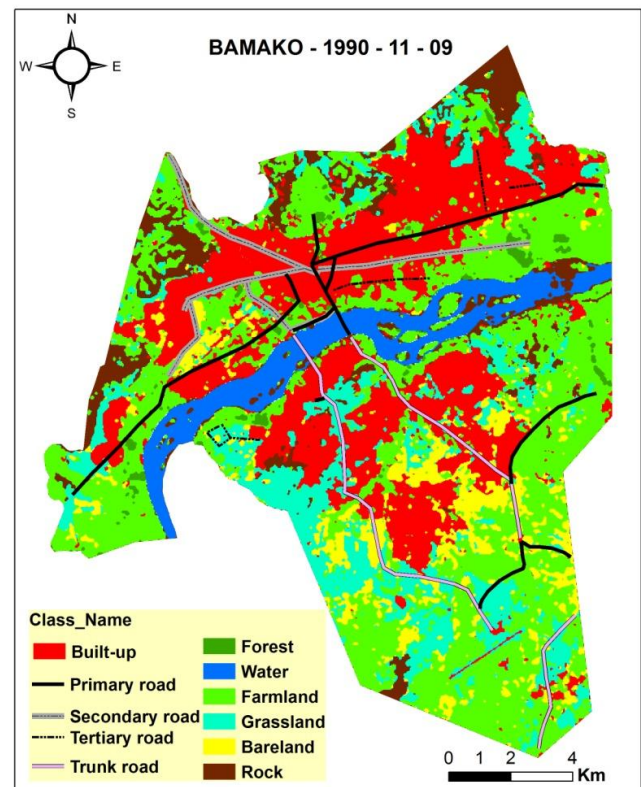 N
BAMAKO - 1990 - 11 - 09
W E
S
Class_Name
Built-up
Primary road
Secondary road
Tertiary road
Trunk road
Forest
Water
Farmland
Grassland
Bareland
Rock
0 1 2 4
Km